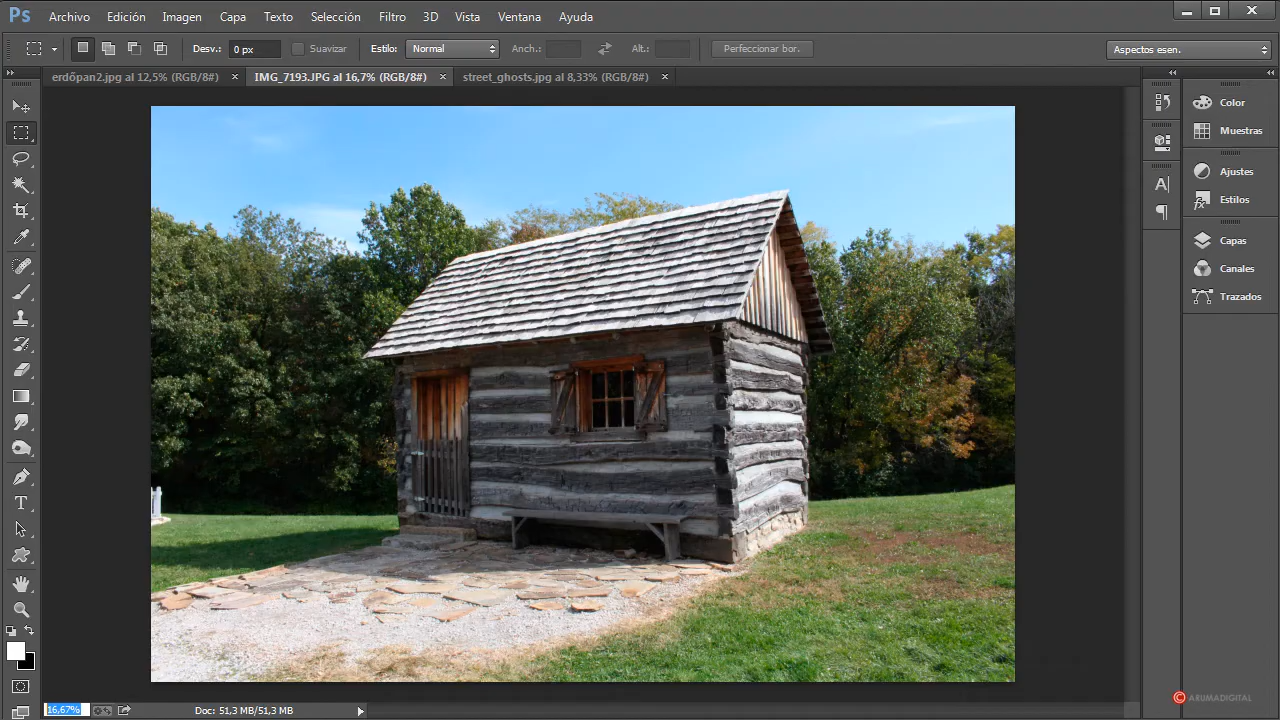 Ps Archivo Edición Imagen Capa Texto Selección Filtro 3D Vista Ventana Ayuda
Desv.: 0 px Suavizar Estilo: Normal Anch.: Alt.: Perfeccionar bor. Aspectos esen.
erdőpan2.jpg al 12,5% (RGB/8#) × IMG_7193.JPG al 16,7% (RGB/8#) × street_ghosts.jpg al 8,33% (RGB/8#) ×
Color
Muestras
Ajustes
Estilos
Capas
Canales
Trazados
16,67% Doc: 51,3 MB/51,3 MB
© ARUMADIGITAL